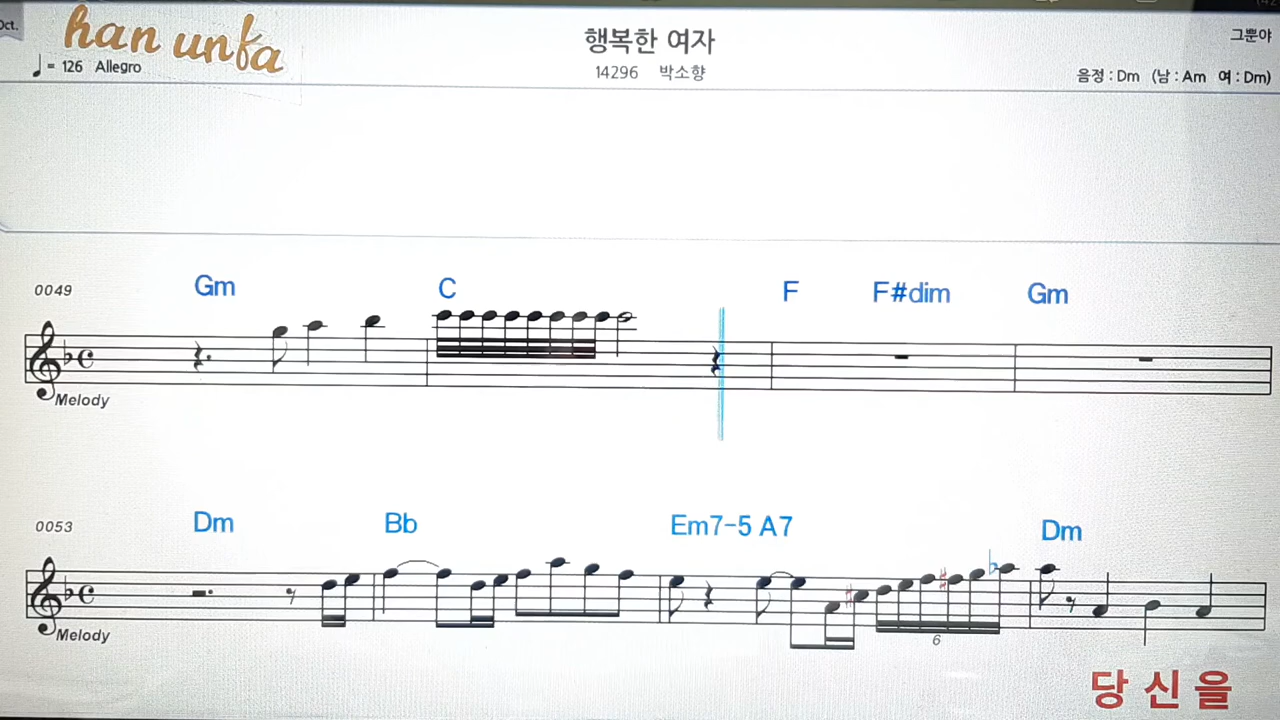 Oct.
han unfa
행복한 여자
그뿐야
♩= 126 Allegro
14296 박소향
음정 : Dm (남 : Am 여 : Dm)
0049 Gm C F F#dim Gm
Melody
0053 Dm Bb Em7-5 A7 Dm
Melody
6
당 신 을